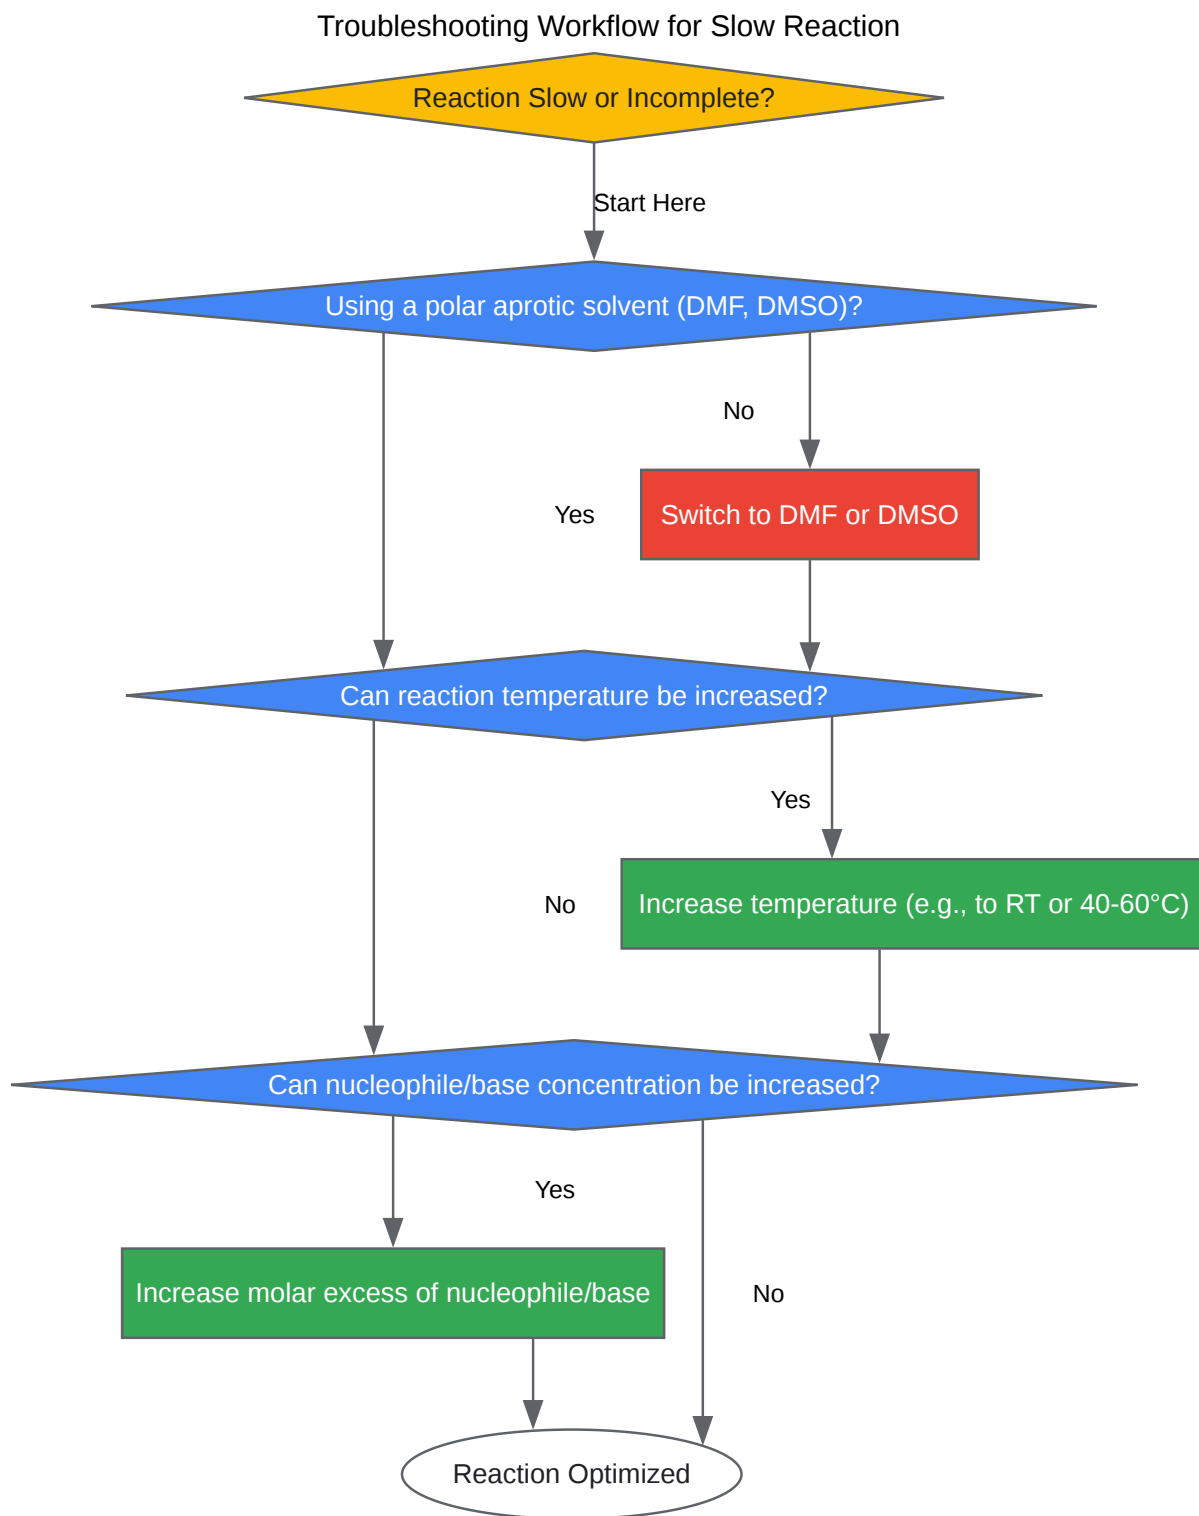 Troubleshooting Workflow for Slow Reaction
Reaction Slow or Incomplete?
Start Here
Using a polar aprotic solvent (DMF, DMSO)?
No
Yes
Switch to DMF or DMSO
Can reaction temperature be increased?
Yes
No
Increase temperature (e.g., to RT or 40-60°C)
Can nucleophile/base concentration be increased?
Yes
Increase molar excess of nucleophile/base
No
Reaction Optimized